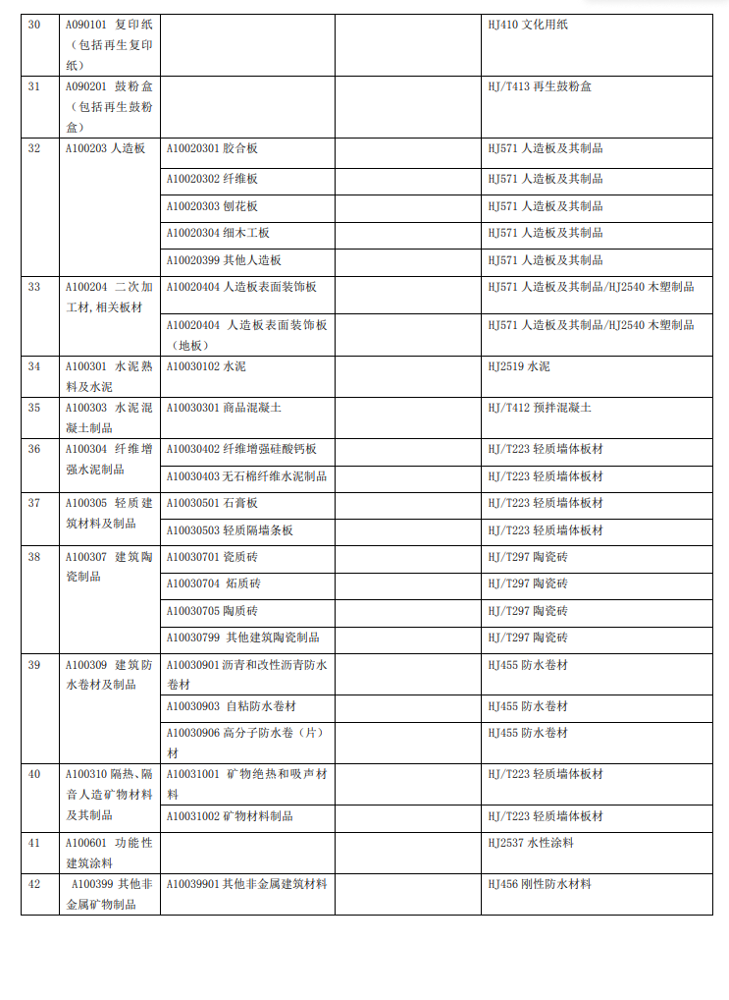 30 A090101 复印纸 HJ410 文化用纸
（包括再生复印
纸）
31 A090201 鼓粉盒 HJ/T413 再生鼓粉盒
（包括再生鼓粉
盒）
32 A100203 人造板 A10020301 胶合板 HJ571 人造板及其制品
A10020302 纤维板 HJ571 人造板及其制品
A10020303 刨花板 HJ571 人造板及其制品
A10020304 细木工板 HJ571 人造板及其制品
A10020399 其他人造板 HJ571 人造板及其制品
33 A100204 二次加 A10020404 人造板表面装饰板 HJ571 人造板及其制品/HJ2540 木塑制品
工材,相关板材
A10020404 人造板表面装饰板 HJ571 人造板及其制品/HJ2540 木塑制品
（地板）
34 A100301 水泥熟 A10030102 水泥 HJ2519 水泥
料及水泥
35 A100303 水泥混 A10030301 商品混凝土 HJ/T412 预拌混凝土
凝土制品
36 A100304 纤维增 A10030402 纤维增强硅酸钙板 HJ/T223 轻质墙体板材
强水泥制品
A10030403 无石棉纤维水泥制品 HJ/T223 轻质墙体板材
37 A100305 轻质建 A10030501 石膏板 HJ/T223 轻质墙体板材
筑材料及制品
A10030503 轻质隔墙条板 HJ/T223 轻质墙体板材
38 A100307 建筑陶 A10030701 瓷质砖 HJ/T297 陶瓷砖
瓷制品
A10030704 炻质砖 HJ/T297 陶瓷砖
A10030705 陶质砖 HJ/T297 陶瓷砖
A10030799 其他建筑陶瓷制品 HJ/T297 陶瓷砖
39 A100309 建筑防 A10030901 沥青和改性沥青防水 HJ455 防水卷材
水卷材及制品 卷材
A10030903 自粘防水卷材 HJ455 防水卷材
A10030906 高分子防水卷（片） HJ455 防水卷材
材
40 A100310 隔热、隔 A10031001 矿物绝热和吸声材 HJ/T223 轻质墙体板材
音人造矿物材料 料
及其制品 A10031002 矿物材料制品 HJ/T223 轻质墙体板材
41 A100601 功能性 HJ2537 水性涂料
建筑涂料
42 A100399 其他非 A10039901 其他非金属建筑材料 HJ456 刚性防水材料
金属矿物制品